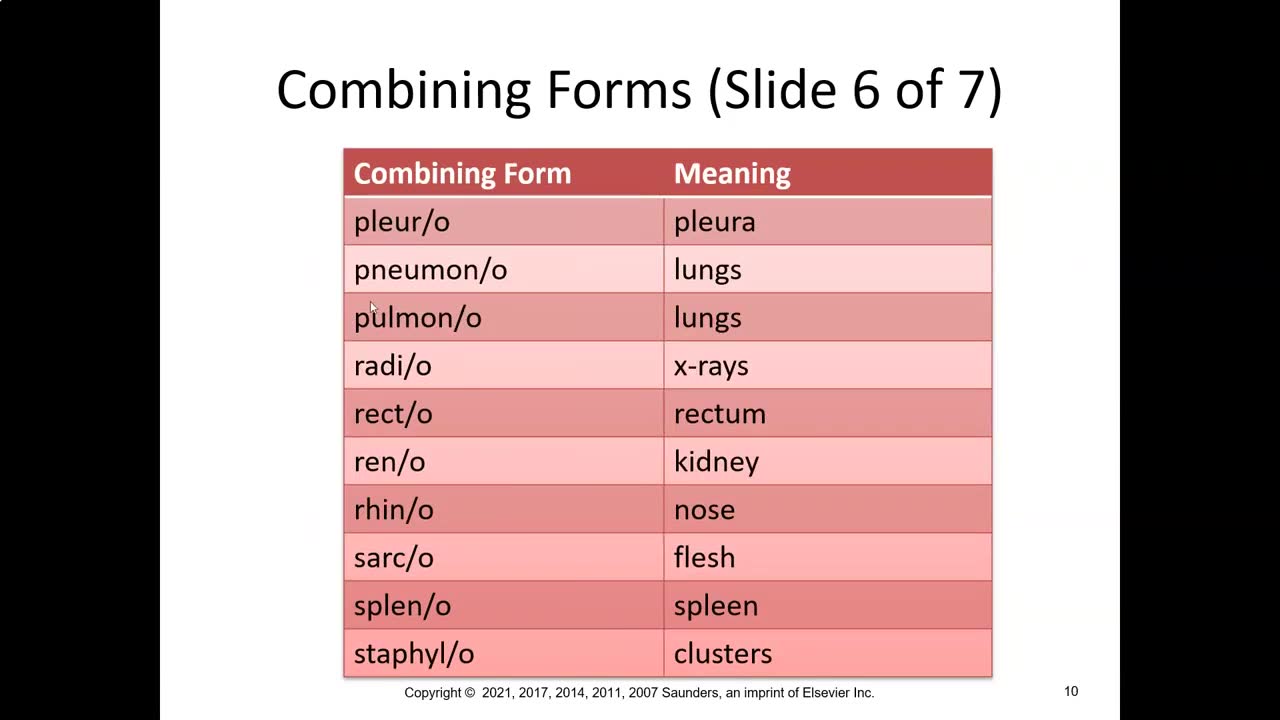 Combining Forms (Slide 6 of 7)
Combining Form Meaning
pleur/o pleura
pneumon/o lungs
pulmon/o lungs
radi/o x-rays
rect/o rectum
ren/o kidney
rhin/o nose
sarc/o flesh
splen/o spleen
staphyl/o clusters
Copyright © 2021, 2017, 2014, 2011, 2007 Saunders, an imprint of Elsevier Inc. 10